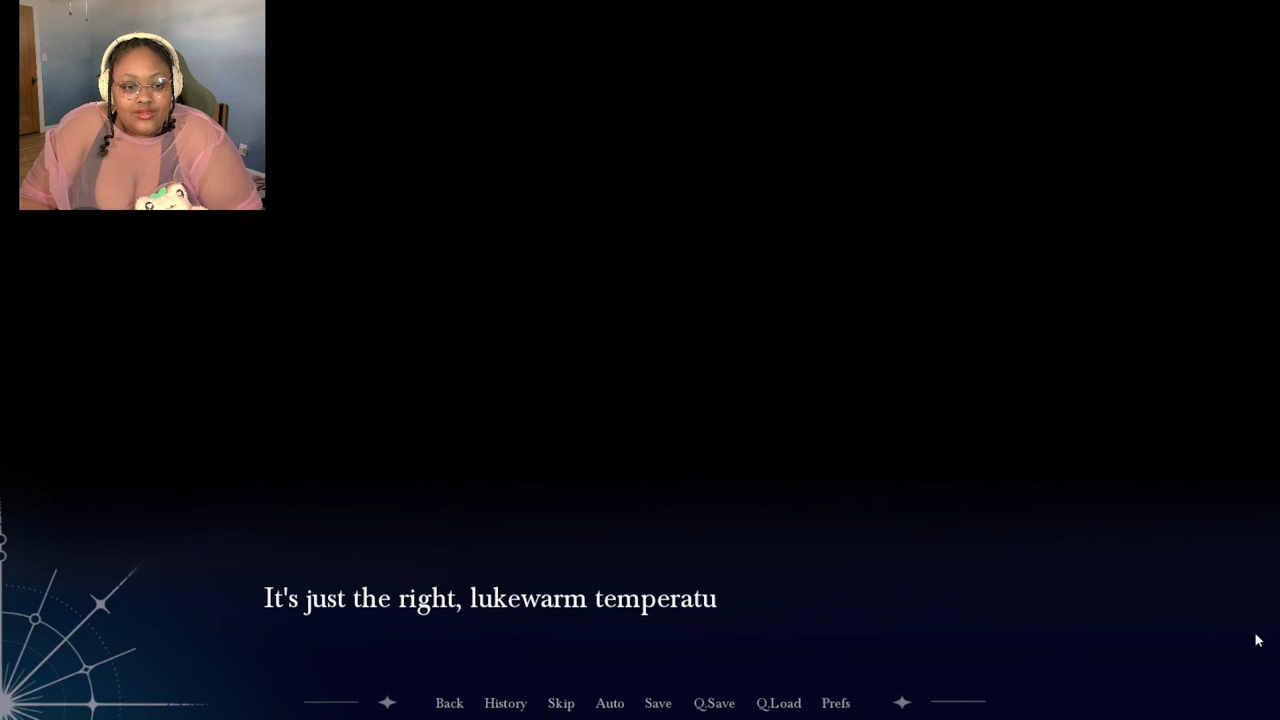 It's just the right, lukewarm temperatu
Back History Skip Auto Save Q.Save Q.Load Prefs